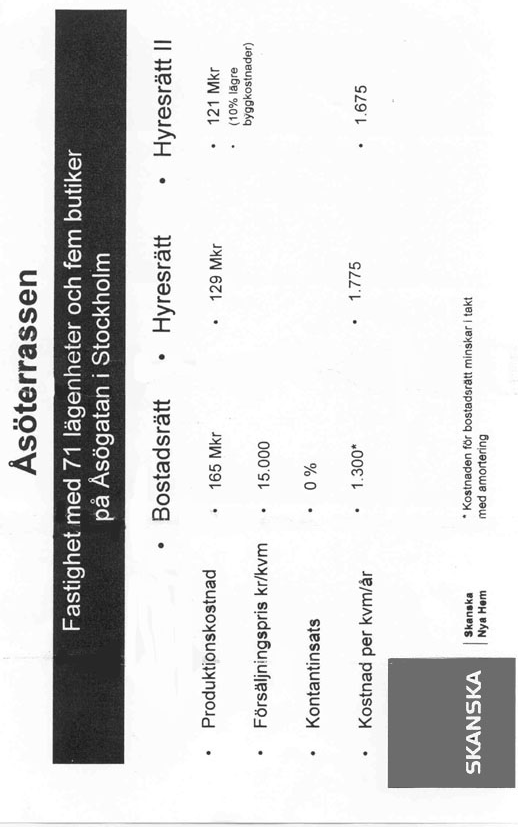 Åsöterrassen
Fastighet med 71 lägenheter och fem butiker
på Åsögatan i Stockholm
• Bostadsrätt • Hyresrätt • Hyresrätt II
• Produktionskostnad • 165 Mkr • 129 Mkr • 121 Mkr
• (10% lägre
byggkostnader)
• Försäljningspris kr/kvm • 15.000
• Kontantinsats • 0 %
• Kostnad per kvm/år • 1.300* • 1.775 • 1.675
SKANSKA
Skanska
Nya Hem
* Kostnaden för bostadsrätt minskar i takt
med amortering